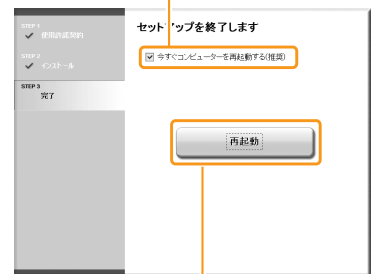 STEP 1
使用許諾契約
STEP 2
インストール
STEP 3
完了
セットアップを終了します
今すぐコンピューターを再起動する(推奨)
再起動